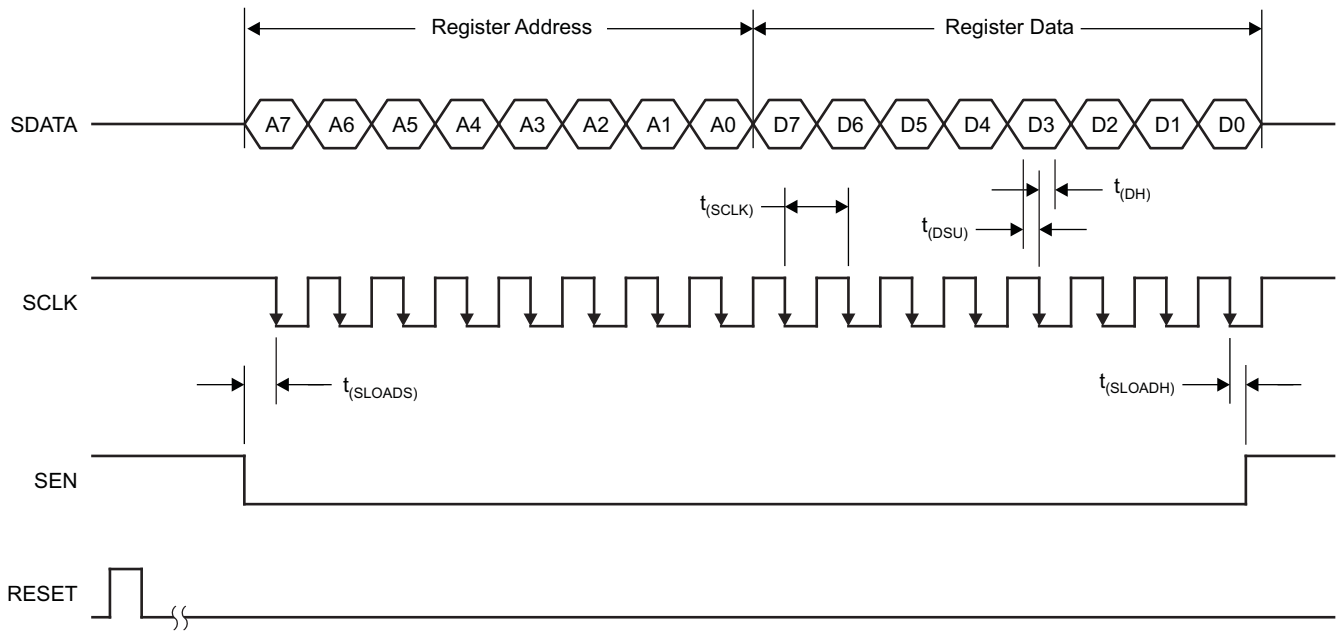 Register Address
Register Data
SDATA
A7 A6 A5 A4 A3 A2 A1 A0 D7 D6 D5 D4 D3 D2 D1 D0
t(DH)
t(SCLK)
t(DSU)
SCLK
t(SLOADS)
t(SLOADH)
SEN
RESET